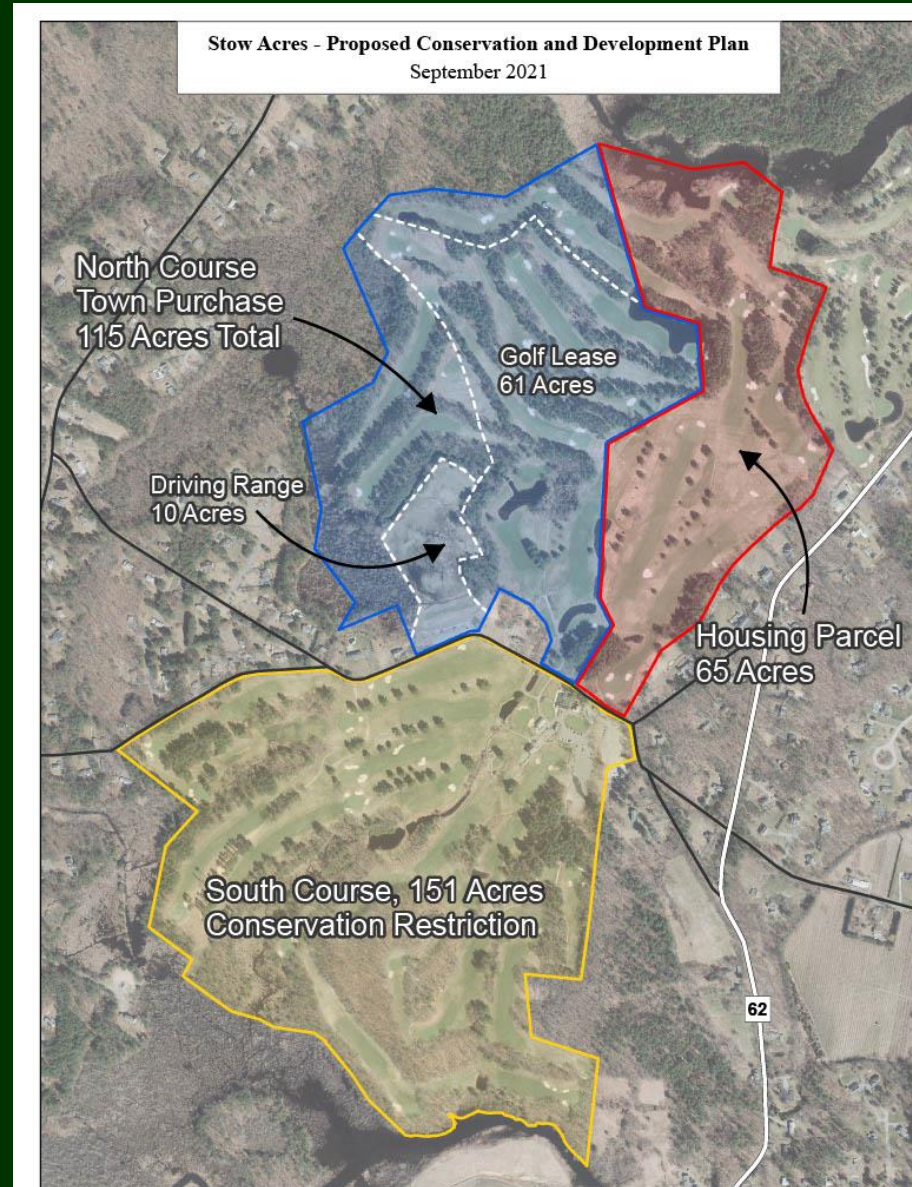 Stow Acres - Proposed Conservation and Development Plan
September 2021
North Course
Town Purchase
115 Acres Total
Golf Lease
61 Acres
Driving Range
10 Acres
Housing Parcel
65 Acres
South Course, 151 Acres
Conservation Restriction
62